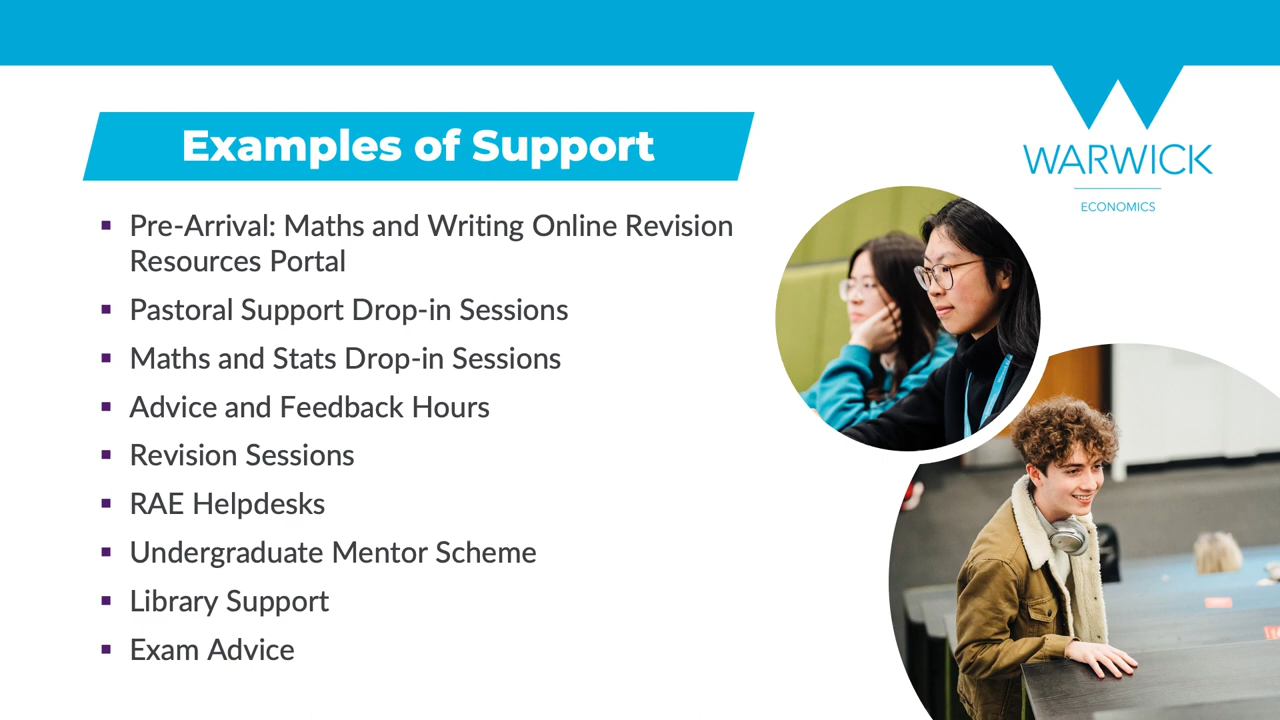 Examples of Support
WARWICK
ECONOMICS
▪ Pre-Arrival: Maths and Writing Online Revision
Resources Portal
▪ Pastoral Support Drop-in Sessions
▪ Maths and Stats Drop-in Sessions
▪ Advice and Feedback Hours
▪ Revision Sessions
▪ RAE Helpdesks
▪ Undergraduate Mentor Scheme
▪ Library Support
▪ Exam Advice